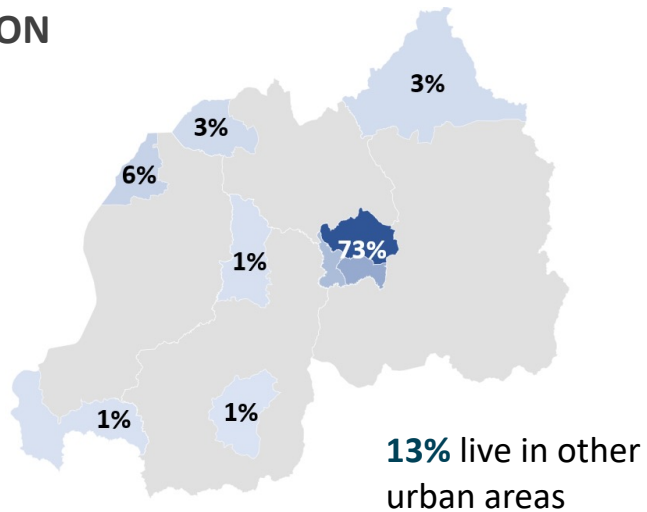 ON
3%
3%
6%
73%
1%
1%
1%
13% live in other
urban areas